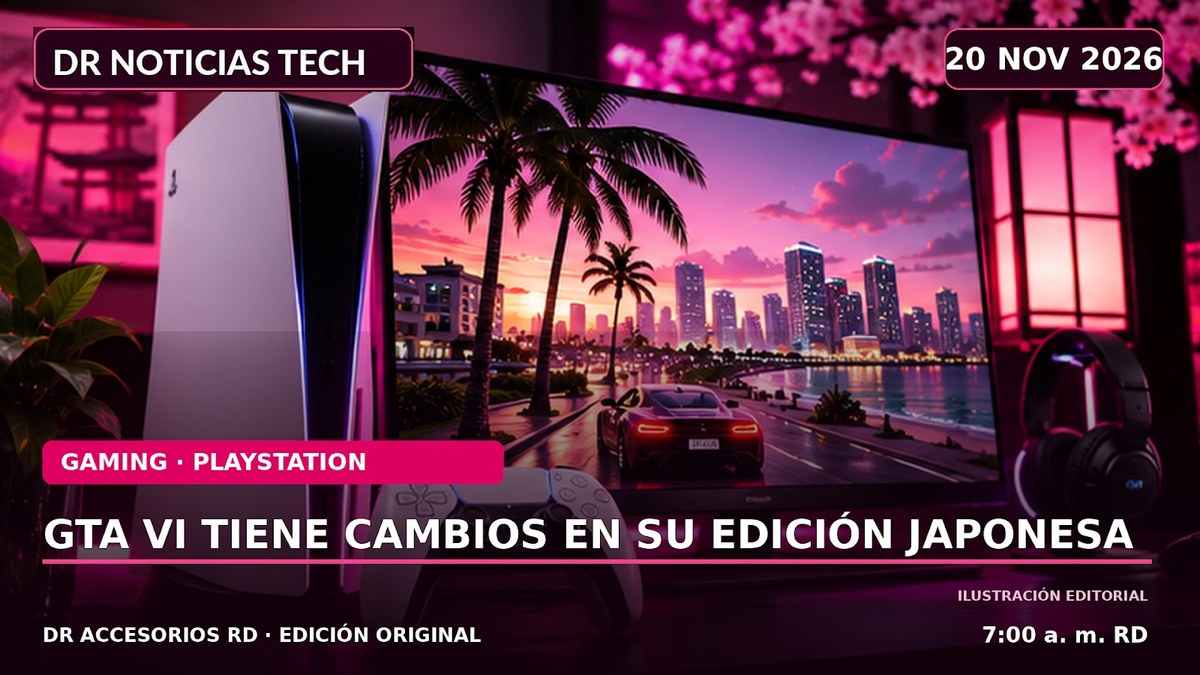 DR NOTICIAS TECH
20 NOV 2026
GAMING · PLAYSTATION
GTA VI TIENE CAMBIOS EN SU EDICIÓN JAPONESA
ILUSTRACIÓN EDITORIAL
DR ACCESORIOS RD · EDICIÓN ORIGINAL
7:00 a. m. RD